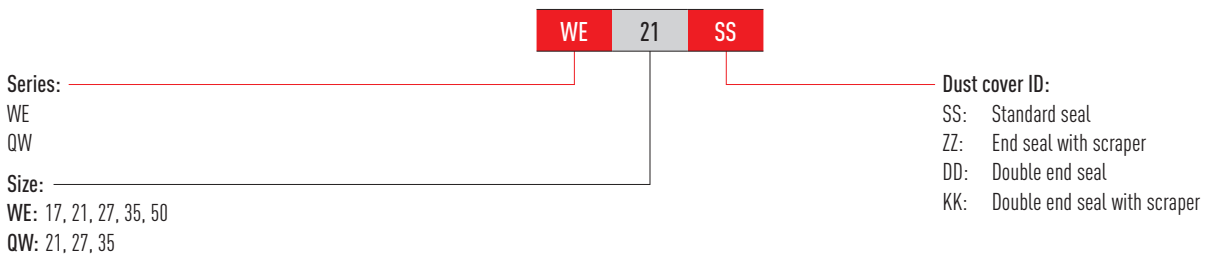 WE 21 SS
Series:
WE
QW
Size:
WE: 17, 21, 27, 35, 50
QW: 21, 27, 35
Dust cover ID:
SS: Standard seal
ZZ: End seal with scraper
DD: Double end seal
KK: Double end seal with scraper